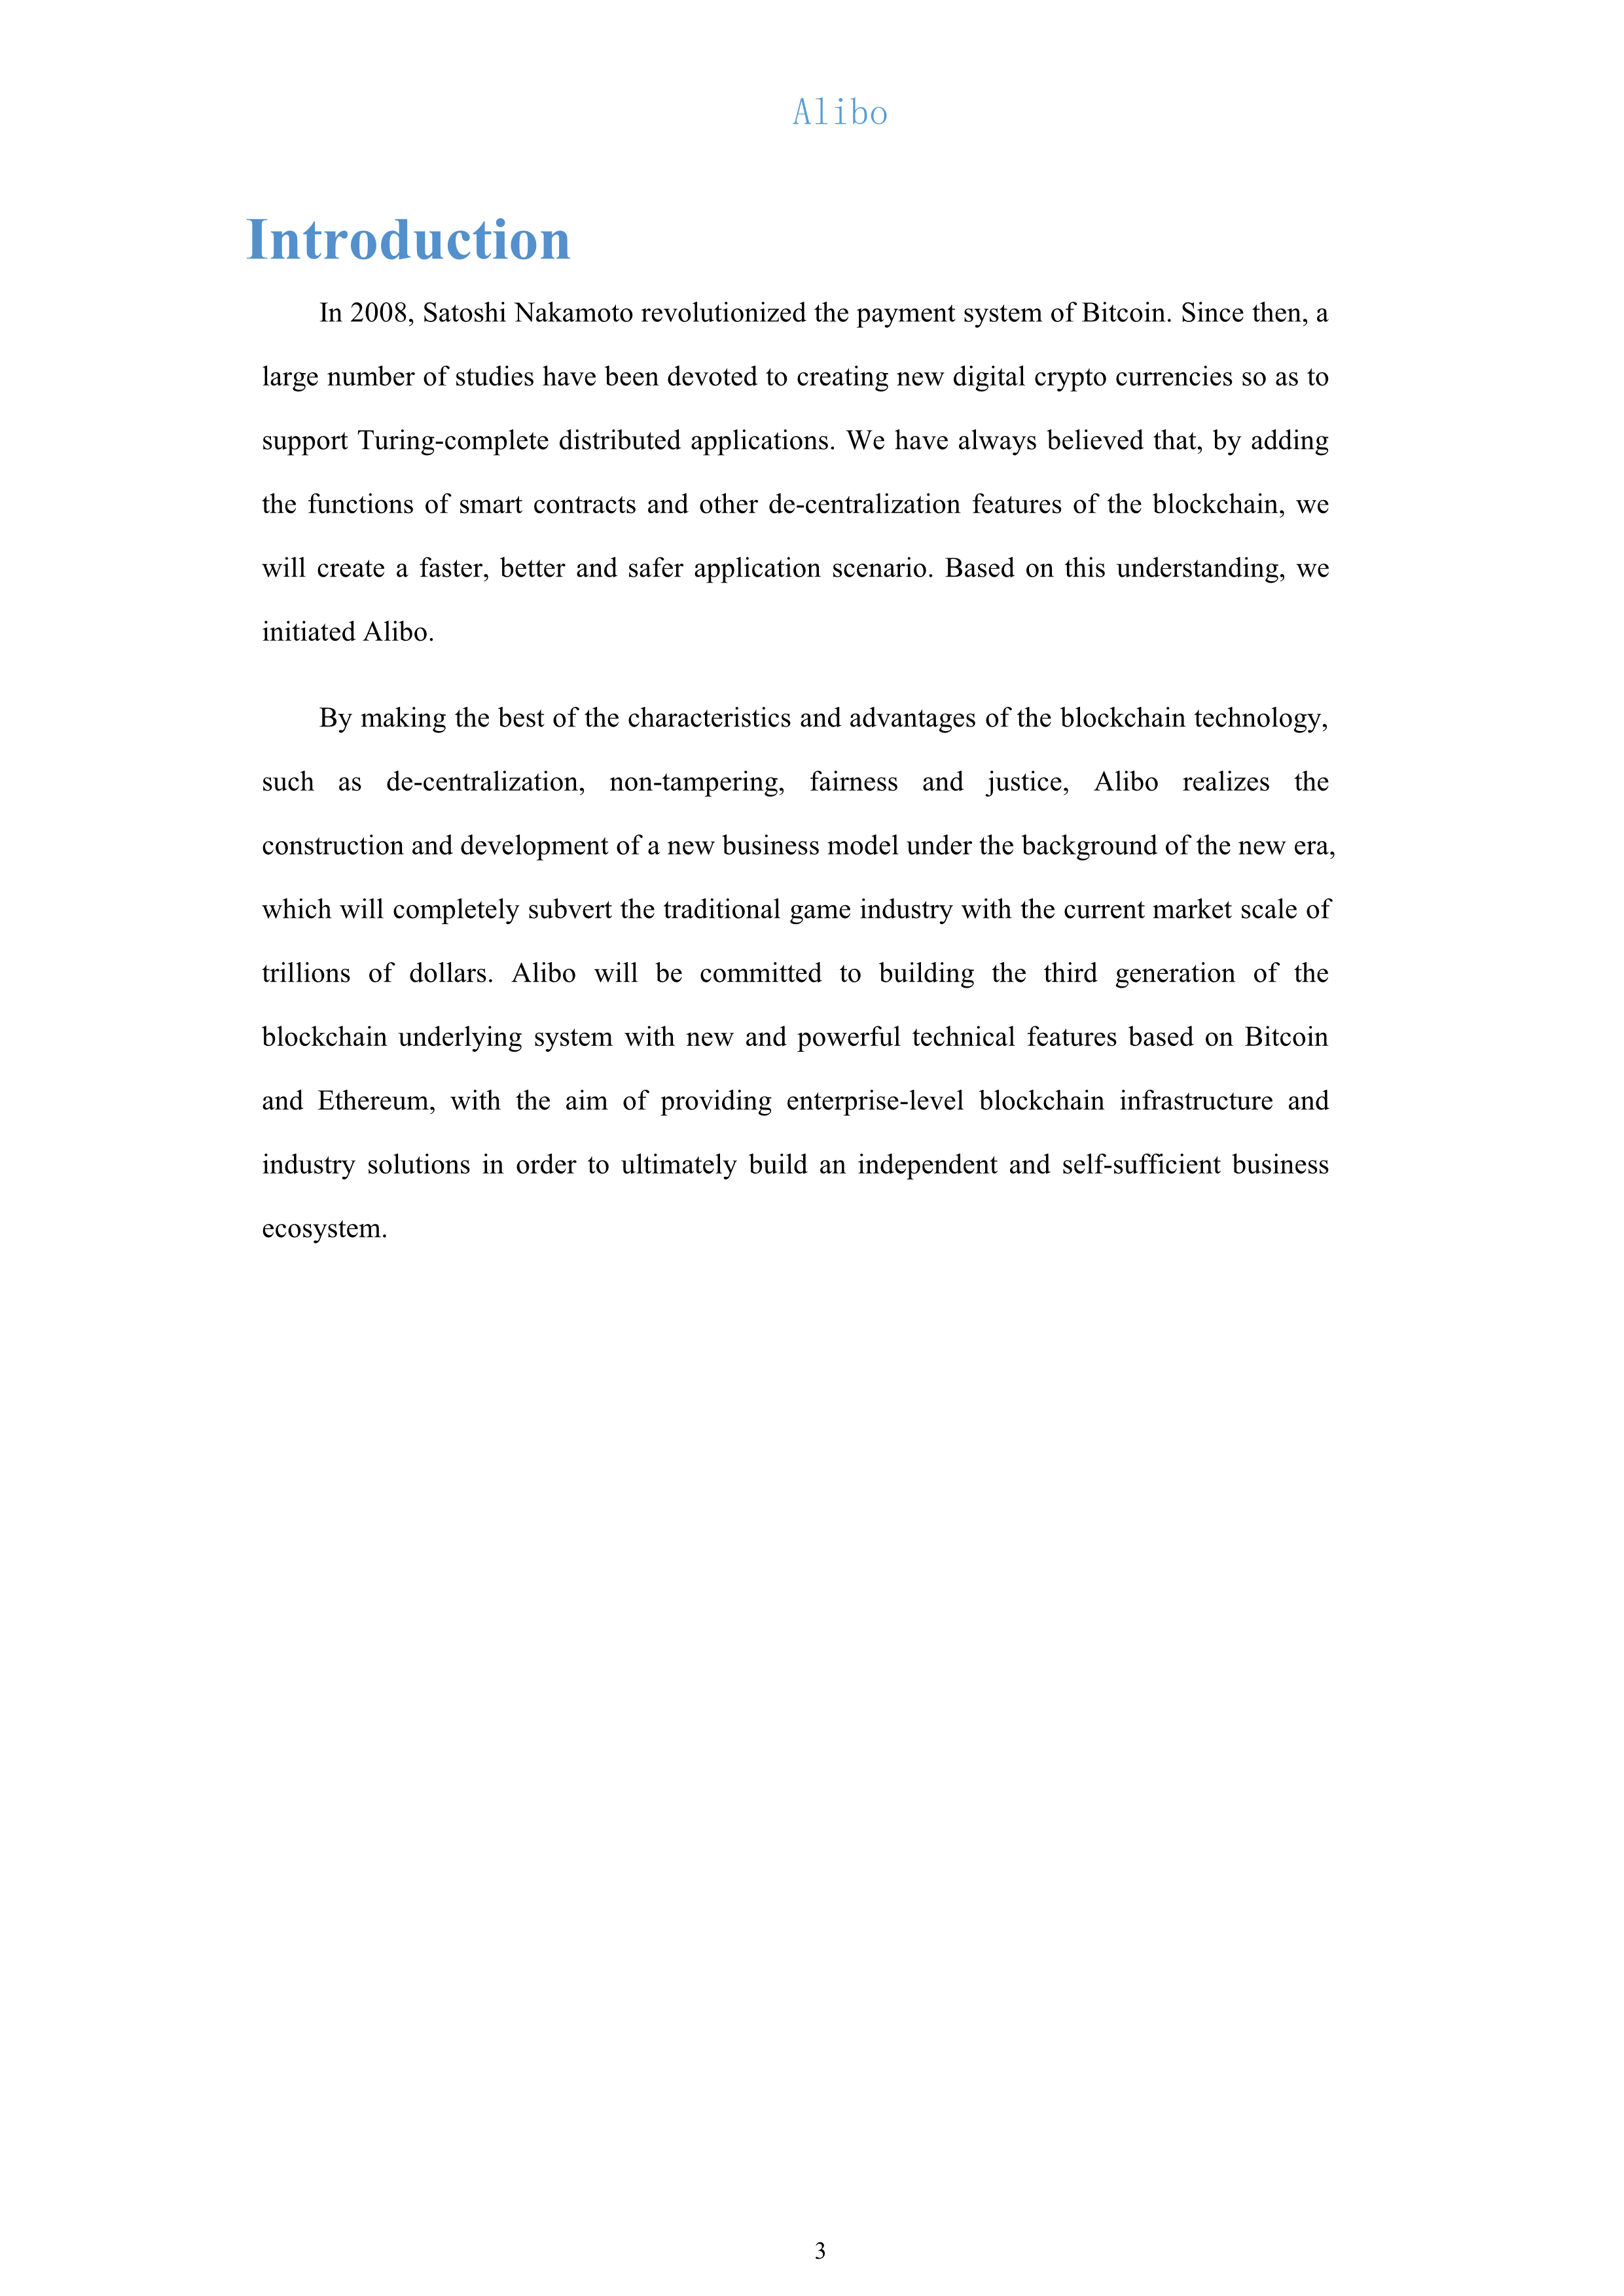 Alibo
Introduction
In 2008, Satoshi Nakamoto revolutionized the payment system of Bitcoin. Since then, a
large number of studies have been devoted to creating new digital crypto currencies so as to
support Turing-complete distributed applications. We have always believed that, by adding
the functions of smart contracts and other de-centralization features of the blockchain, we
will create a faster, better and safer application scenario. Based on this understanding, we
initiated Alibo.
By making the best of the characteristics and advantages of the blockchain technology,
such as de-centralization, non-tampering, fairness and justice, Alibo realizes the
construction and development of a new business model under the background of the new era,
which will completely subvert the traditional game industry with the current market scale of
trillions of dollars. Alibo will be committed to building the third generation of the
blockchain underlying system with new and powerful technical features based on Bitcoin
and Ethereum, with the aim of providing enterprise-level blockchain infrastructure and
industry solutions in order to ultimately build an independent and self-sufficient business
ecosystem.
3